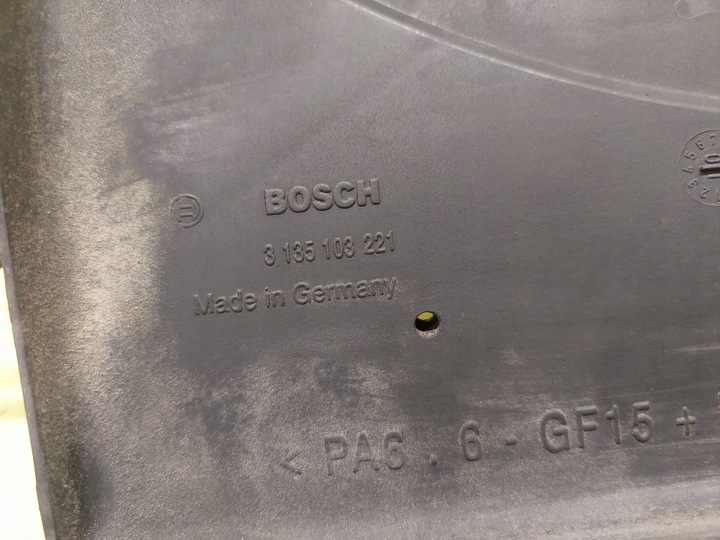 BOSCH
3 135 103 221
Made in Germany
< PA6 . 6 - GF15 +